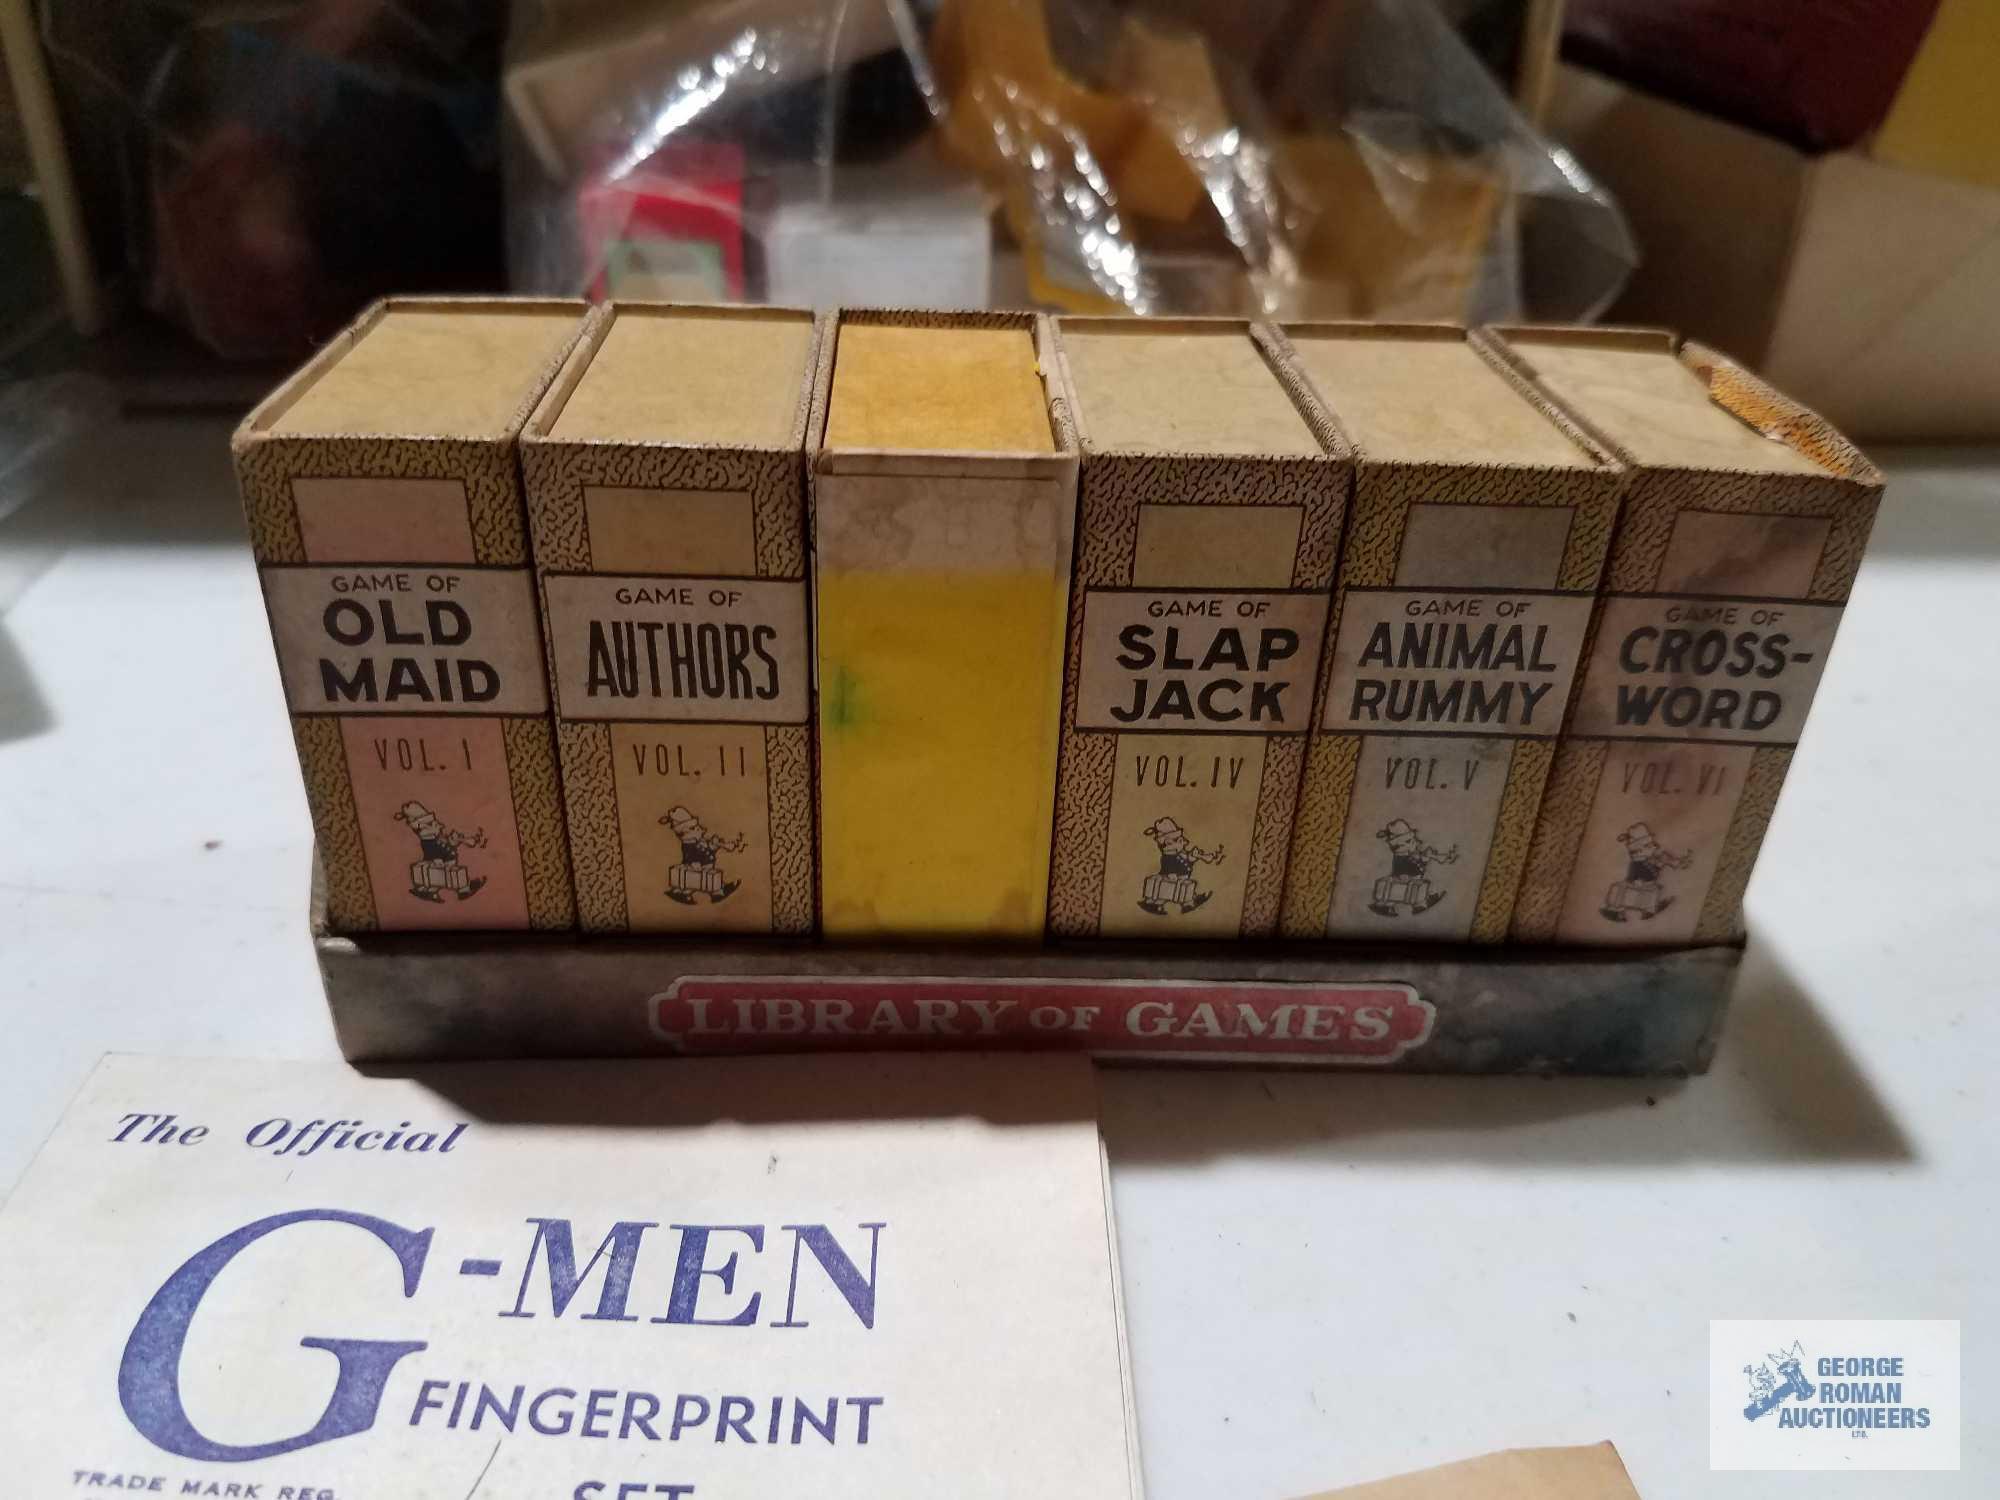 GAME OF
OLD
MAID
VOL. I
GAME OF
AUTHORS
VOL. II
GAME OF
SLAP
JACK
VOL. IV
GAME OF
ANIMAL
RUMMY
VOL. V
GAME OF
CROSS-
WORD
VOL. VI
LIBRARY OF GAMES
The Official
G-MEN
FINGERPRINT
SET
TRADE MARK REG.
GEORGE
ROMAN
AUCTIONEERS
LTD.